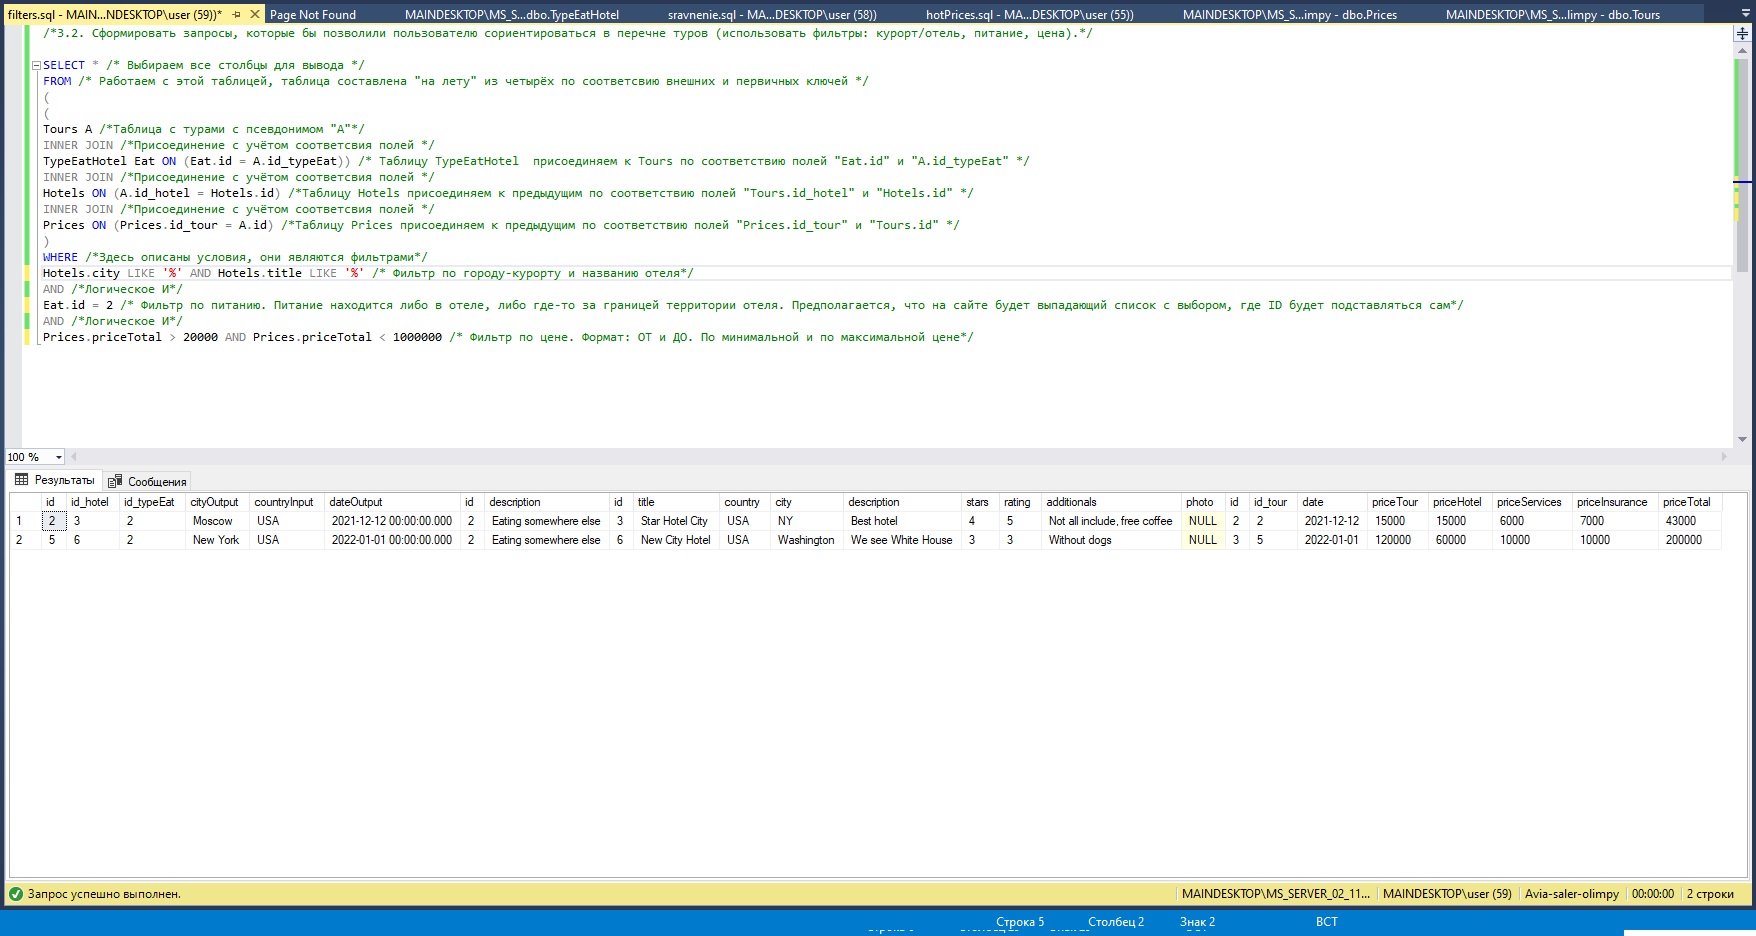 filters.sql - MAIN...NDESKTOP\user (59))*
Page Not Found
MAINDESKTOP\MS_S...dbo.TypeEatHotel
sravnenie.sql - MA...DESKTOP\user (58))
hotPrices.sql - MA...DESKTOP\user (55))
MAINDESKTOP\MS_S...impy - dbo.Prices
MAINDESKTOP\MS_S...limpy - dbo.Tours
/*3.2. Сформировать запросы, которые бы позволили пользователю сориентироваться в перечне туров (использовать фильтры: курорт/отель, питание, цена).*/
SELECT * /* Выбираем все столбцы для вывода */
FROM /* Работаем с этой таблицей, таблица составлена "на лету" из четырёх по соответсвию внешних и первичных ключей */
(
(
Tours A /*Таблица с турами с псевдонимом "A"*/
INNER JOIN /*Присоединение с учётом соответсвия полей */
TypeEatHotel Eat ON (Eat.id = A.id_typeEat)) /* Таблицу TypeEatHotel  присоединяем к Tours по соответствию полей "Eat.id" и "A.id_typeEat" */
INNER JOIN /*Присоединение с учётом соответсвия полей */
Hotels ON (A.id_hotel = Hotels.id) /*Таблицу Hotels присоединяем к предыдущим по соответствию полей "Tours.id_hotel" и "Hotels.id" */
INNER JOIN /*Присоединение с учётом соответсвия полей */
Prices ON (Prices.id_tour = A.id) /*Таблицу Prices присоединяем к предыдущим по соответствию полей "Prices.id_tour" и "Tours.id" */
)
WHERE /*Здесь описаны условия, они являются фильтрами*/
Hotels.city LIKE '%' AND Hotels.title LIKE '%' /* Фильтр по городу-курорту и названию отеля*/
AND /*Логическое И*/
Eat.id = 2 /* Фильтр по питанию. Питание находится либо в отеле, либо где-то за границей территории отеля. Предполагается, что на сайте будет выпадающий список с выбором, где ID будет подставляться сам*/
AND /*Логическое И*/
Prices.priceTotal > 20000 AND Prices.priceTotal < 1000000 /* Фильтр по цене. Формат: ОТ и ДО. По минимальной и по максимальной цене*/
100 %
Результаты Сообщения
id id_hotel id_typeEat cityOutput countryInput dateOutput id description id title country city description stars rating additionals photo id id_tour date priceTour priceHotel priceServices priceInsurance priceTotal
1 2 3 2 Moscow USA 2021-12-12 00:00:00.000 2 Eating somewhere else 3 Star Hotel City USA NY Best hotel 4 5 Not all include, free coffee NULL 2 2 2021-12-12 15000 15000 6000 7000 43000
2 5 6 2 New York USA 2022-01-01 00:00:00.000 2 Eating somewhere else 6 New City Hotel USA Washington We see White House 3 3 Without dogs NULL 3 5 2022-01-01 120000 60000 10000 10000 200000
Запрос успешно выполнен.
MAINDESKTOP\MS_SERVER_02_11... MAINDESKTOP\user (59) Avia-saler-olimpy 00:00:00 2 строки
Строка 5 Столбец 2 Знак 2 ВСТ